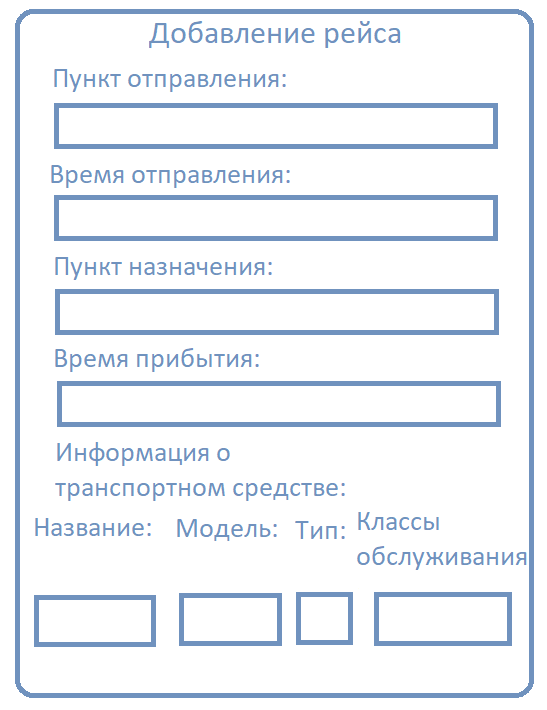 Добавление рейса
Пункт отправления:
Время отправления:
Пункт назначения:
Время прибытия:
Информация о
транспортном средстве:
Название: Модель: Тип: Классы
обслуживания